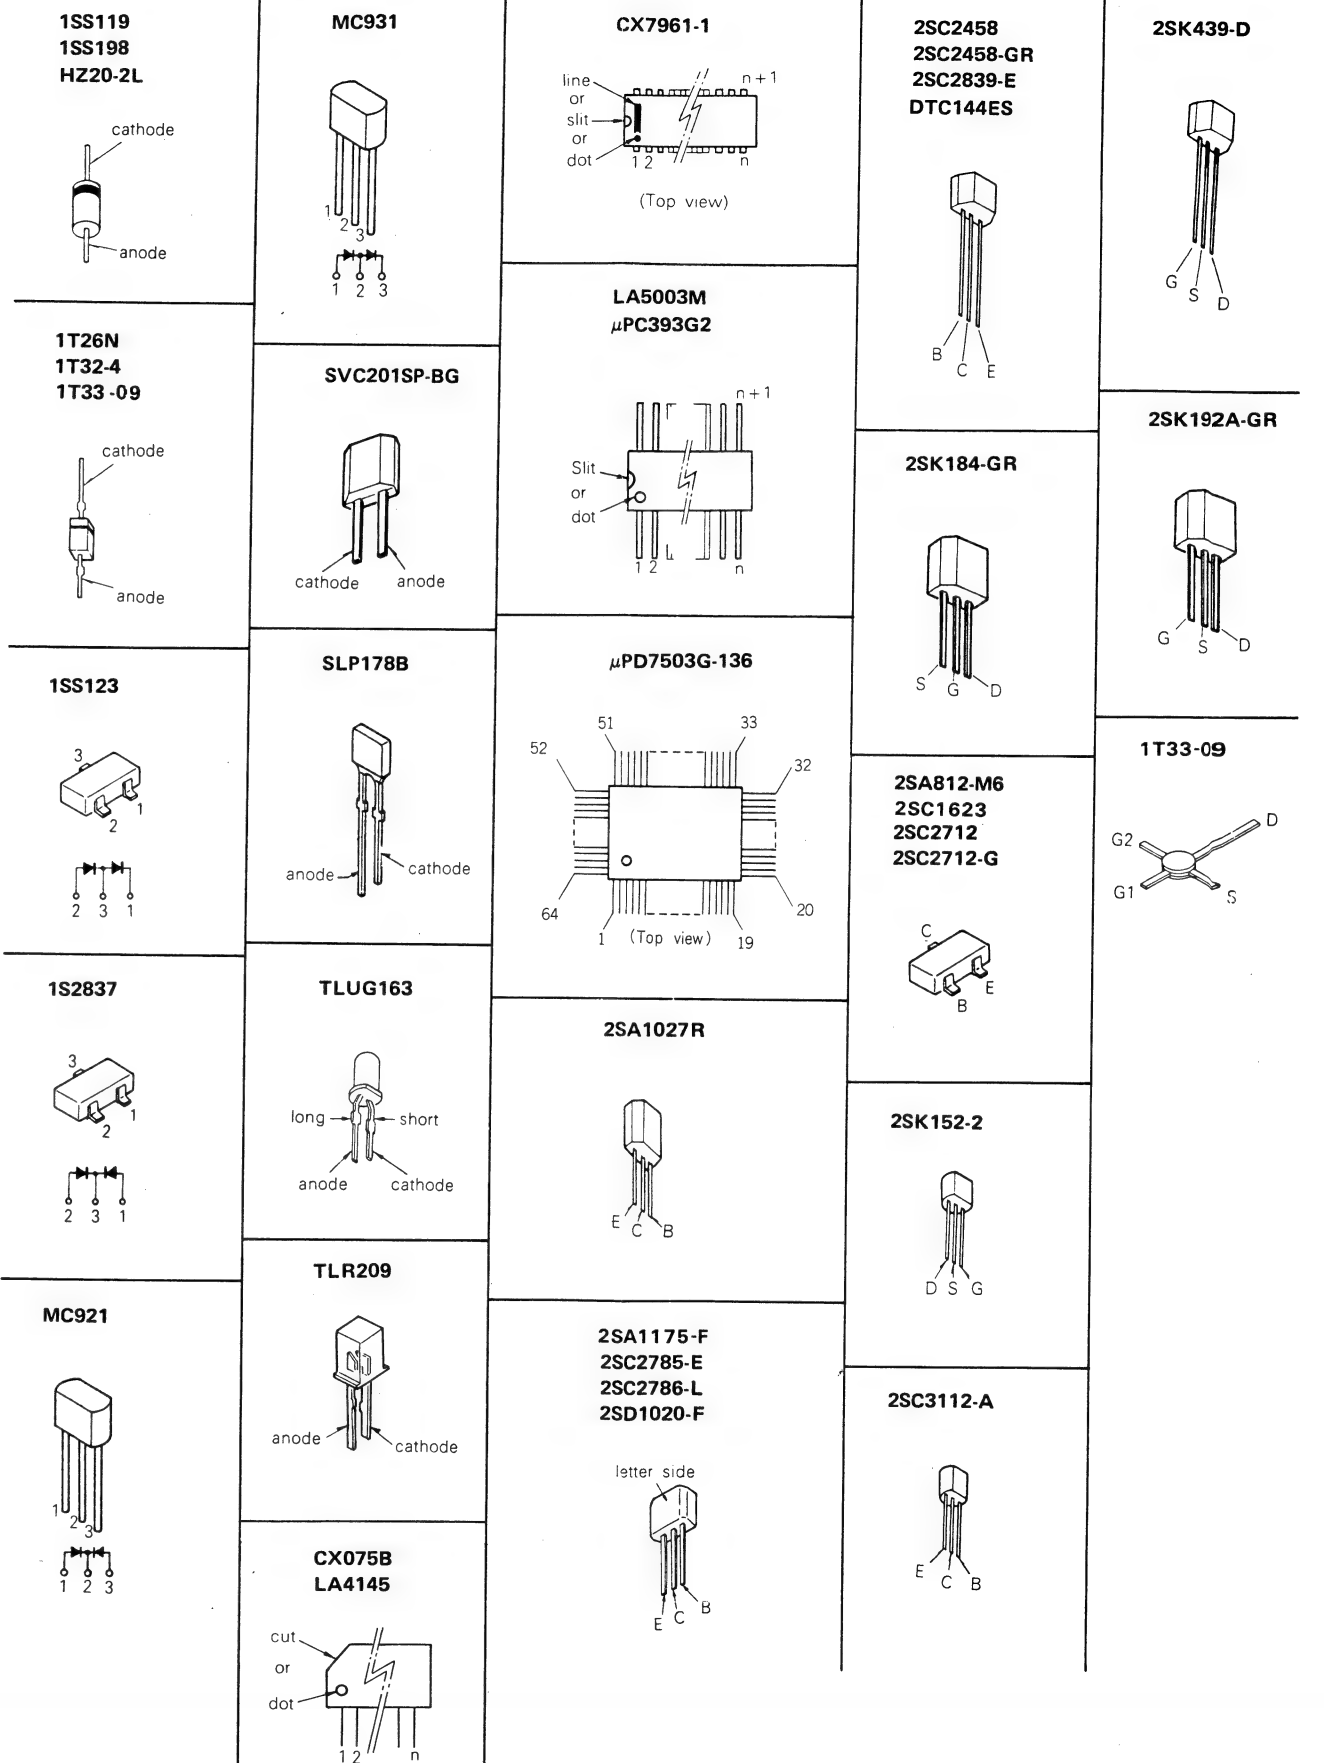 1SS119
1SS198
HZ20-2L
cathode
anode
1T26N
1T32-4
1T33-09
cathode
anode
1SS123
3
1
2
2 3 1
1S2837
3
1
2
2 3 1
MC921
1
2
3
1 2 3
MC931
1
2
3
1 2 3
SVC201SP-BG
cathode anode
SLP178B
anode cathode
TLUG163
long short
anode cathode
TLR209
anode cathode
CX075B
LA4145
cut
or
dot
1 2 n
CX7961-1
line n+1
or
slit
or
dot
1 2 n
(Top view)
LA5003M
μPC393G2
n+1
Slit
or
dot
1 2 n
μPD7503G-136
51 33
52 32
64 20
1 (Top view) 19
2SA1027R
E C B
2SA1175-F
2SC2785-E
2SC2786-L
2SD1020-F
letter side
E C B
2SC2458
2SC2458-GR
2SC2839-E
DTC144ES
B C E
2SK184-GR
S G D
2SA812-M6
2SC1623
2SC2712
2SC2712-G
C
E
B
2SK152-2
D S G
2SC3112-A
E C B
2SK439-D
G S D
2SK192A-GR
G S D
1T33-09
D
G2
G1 S